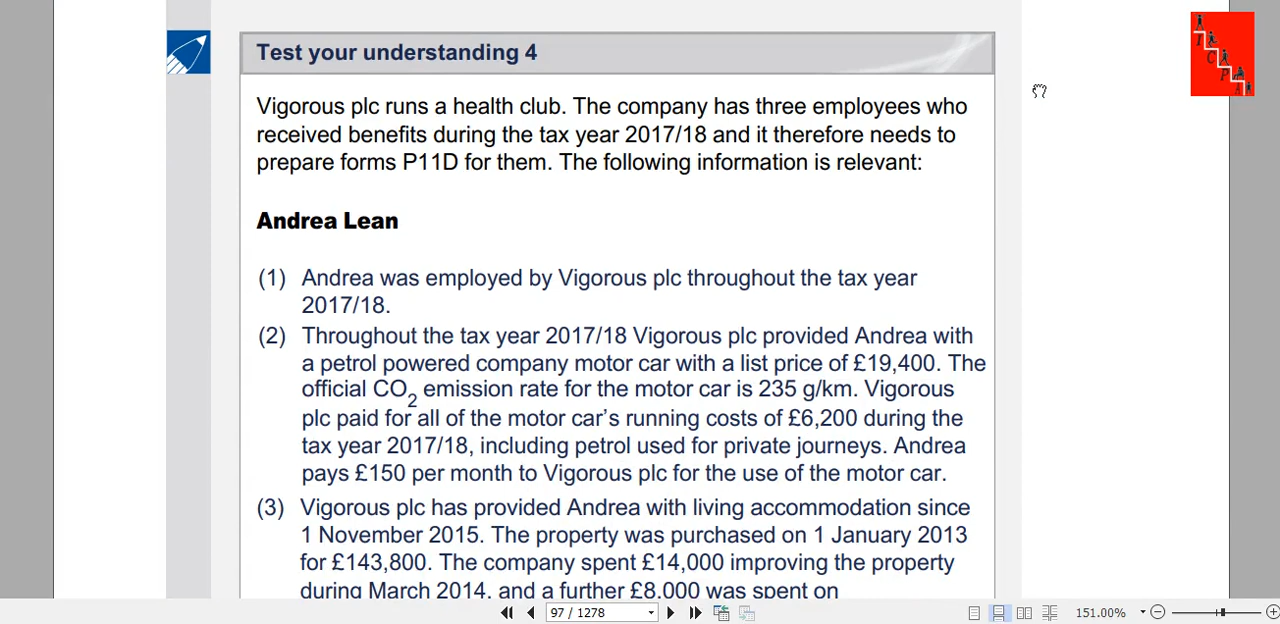 Test your understanding 4
Vigorous plc runs a health club. The company has three employees who
received benefits during the tax year 2017/18 and it therefore needs to
prepare forms P11D for them. The following information is relevant:
Andrea Lean
(1) Andrea was employed by Vigorous plc throughout the tax year
2017/18.
(2) Throughout the tax year 2017/18 Vigorous plc provided Andrea with
a petrol powered company motor car with a list price of £19,400. The
official CO2 emission rate for the motor car is 235 g/km. Vigorous
plc paid for all of the motor car's running costs of £6,200 during the
tax year 2017/18, including petrol used for private journeys. Andrea
pays £150 per month to Vigorous plc for the use of the motor car.
(3) Vigorous plc has provided Andrea with living accommodation since
1 November 2015. The property was purchased on 1 January 2013
for £143,800. The company spent £14,000 improving the property
during March 2014, and a further £8,000 was spent on
I
C
P
A
97 / 1278
151.00%